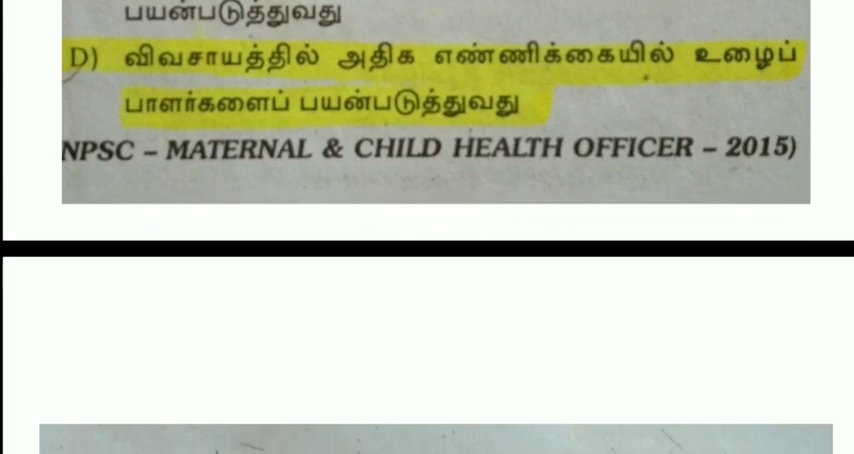 பயன்படுத்துவது
D) விவசாயத்தில் அதிக எண்ணிக்கையில் உழைப்
பாளர்களைப் பயன்படுத்துவது
NPSC – MATERNAL & CHILD HEALTH OFFICER – 2015)